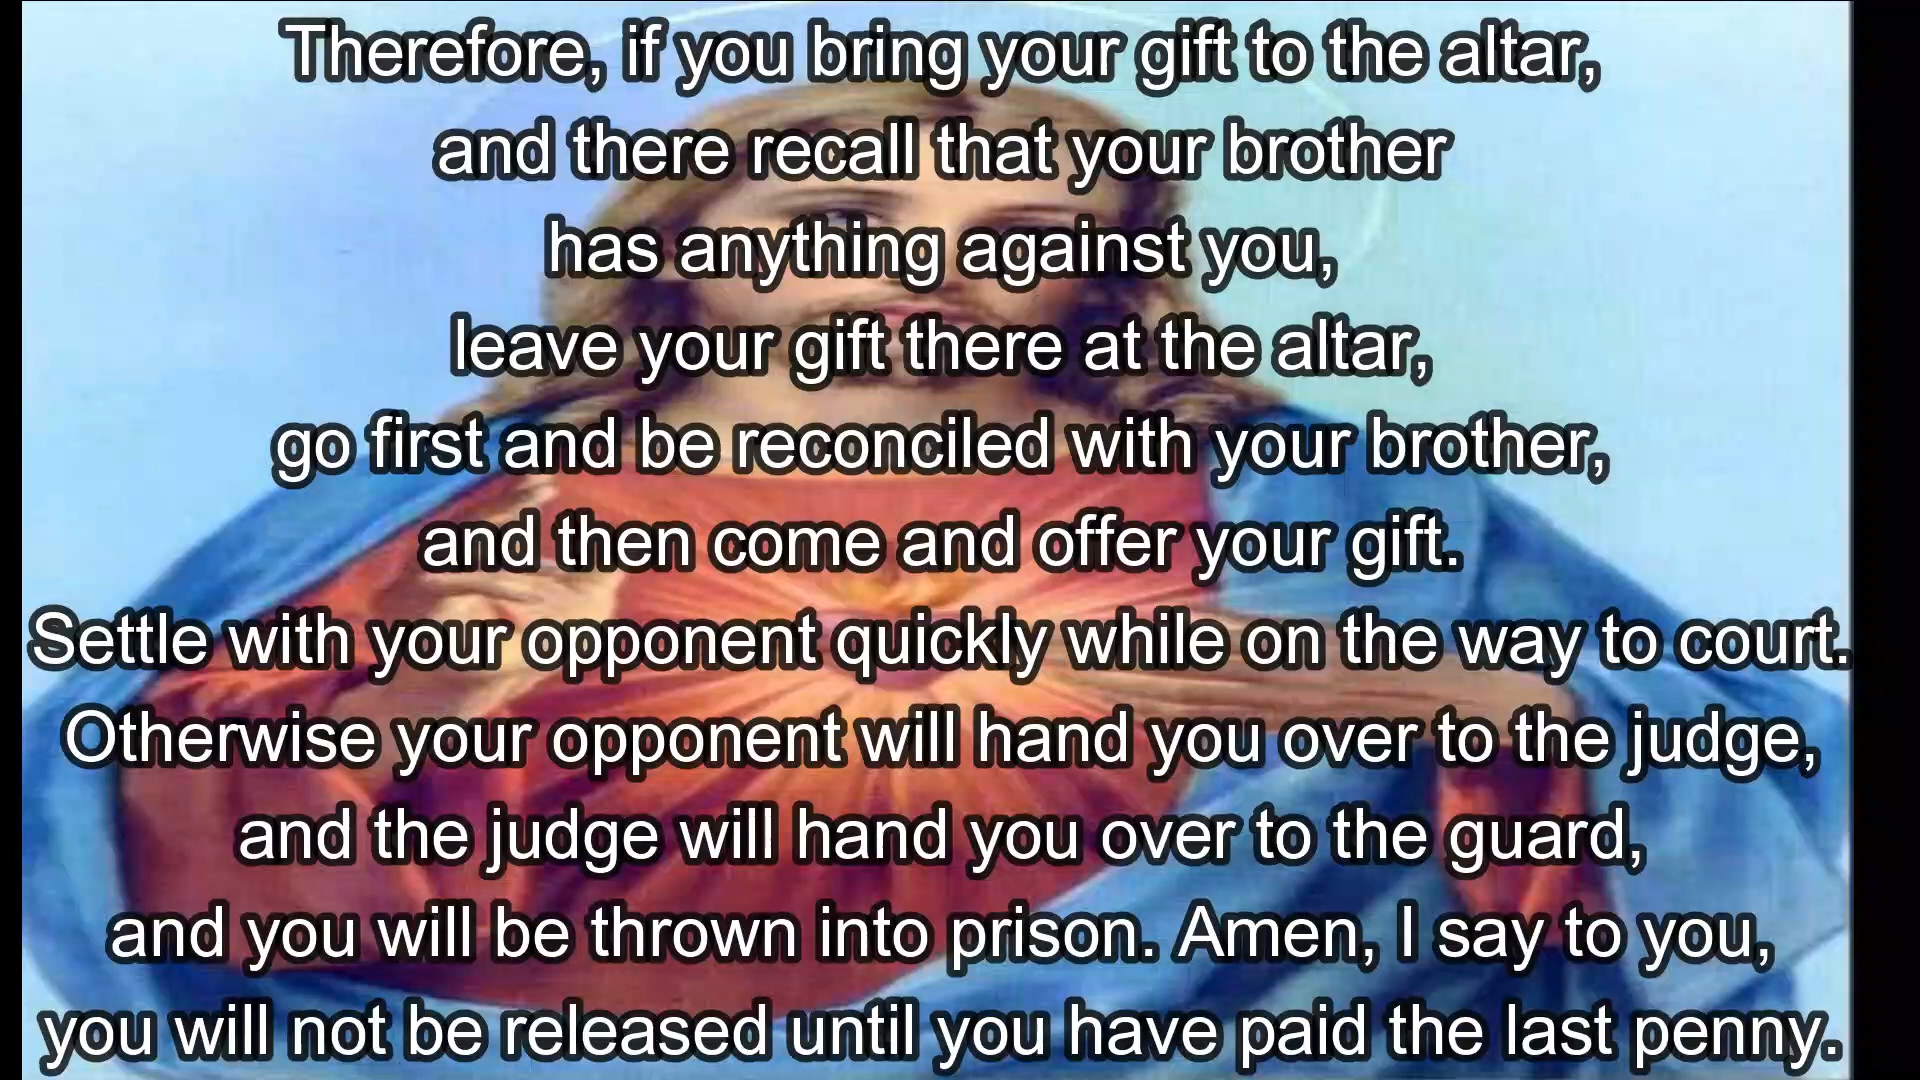 Therefore, if you bring your gift to the altar,
and there recall that your brother
has anything against you,
leave your gift there at the altar,
go first and be reconciled with your brother,
and then come and offer your gift.
Settle with your opponent quickly while on the way to court.
Otherwise your opponent will hand you over to the judge,
and the judge will hand you over to the guard,
and you will be thrown into prison. Amen, I say to you,
you will not be released until you have paid the last penny.